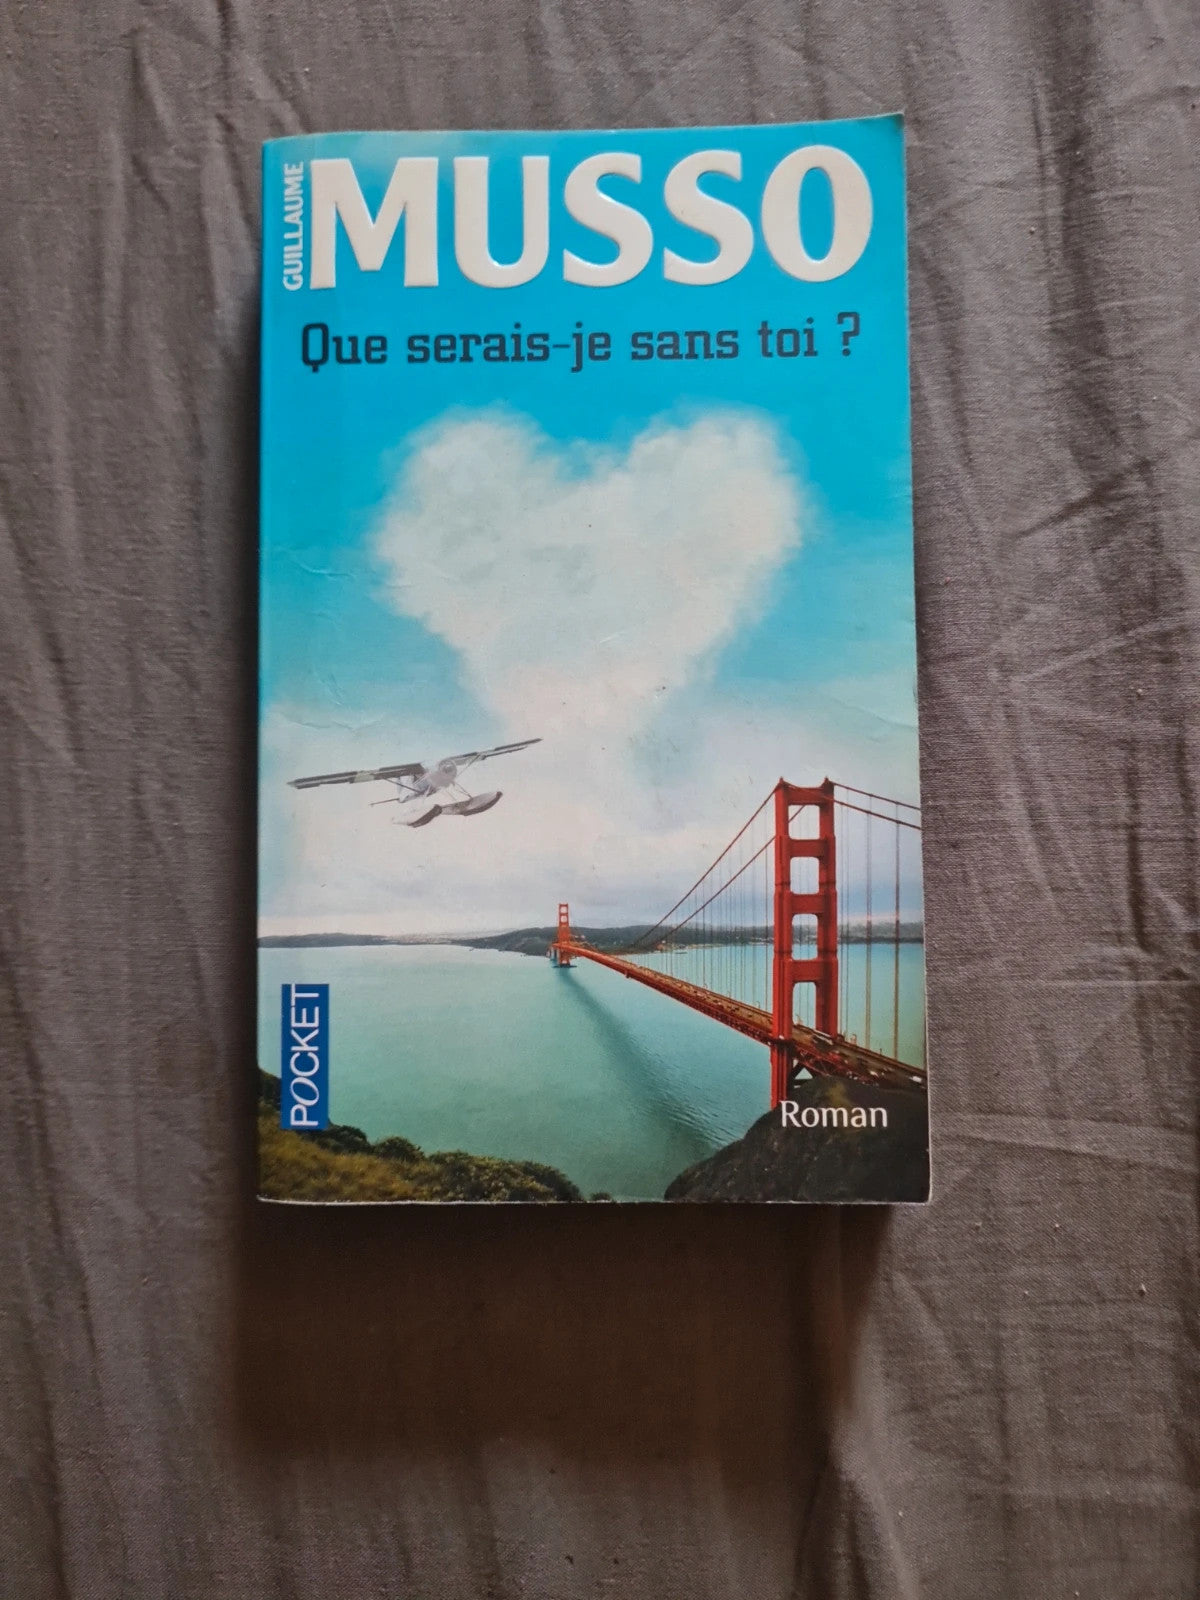 GUILLAUME
MUSSO
Que serais-je sans toi ?
POCKET
Roman